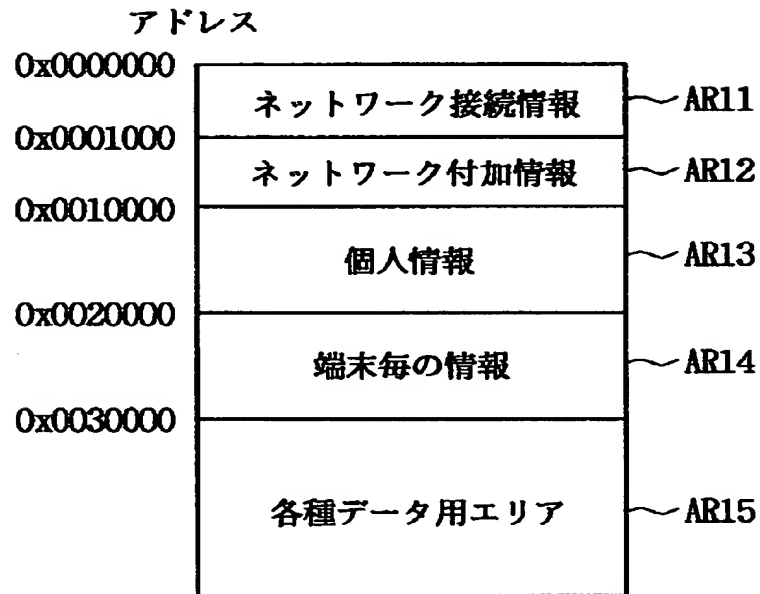 アドレス
0x0000000
ネットワーク接続情報 AR11
0x0001000
ネットワーク付加情報 AR12
0x0010000
個人情報 AR13
0x0020000
端末毎の情報 AR14
0x0030000
各種データ用エリア AR15